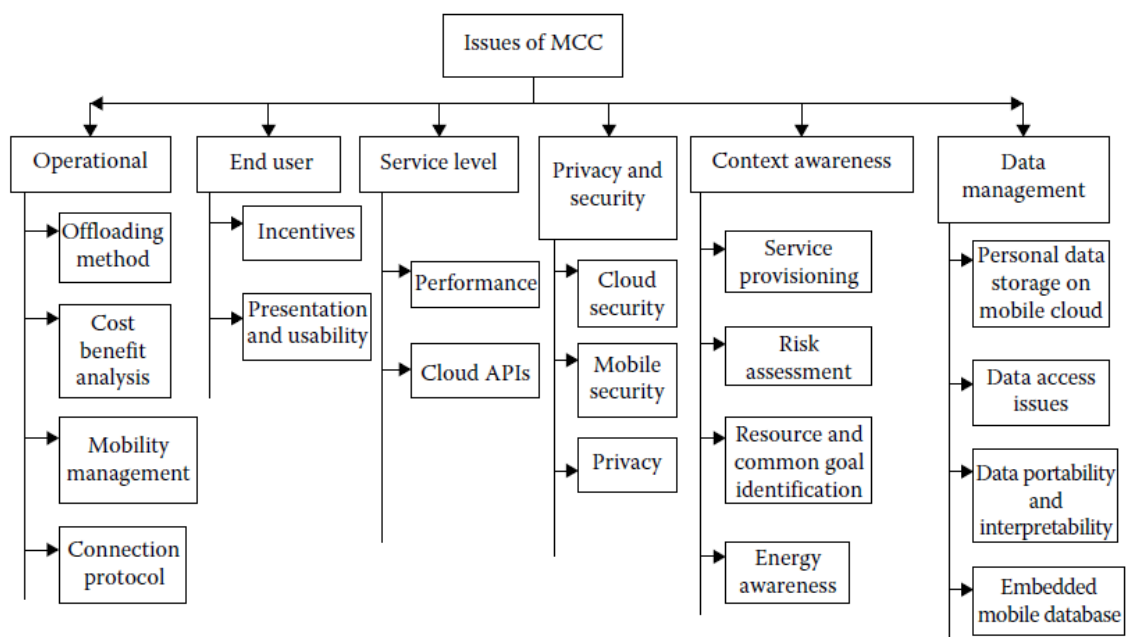 Issues of MCC
Operational
Offloading
method
Cost
benefit
analysis
Mobility
management
Connection
protocol
End user
Incentives
Presentation
and usability
Service level
Performance
Cloud APIs
Privacy and
security
Cloud
security
Mobile
security
Privacy
Context awareness
Service
provisioning
Risk
assessment
Resource and
common goal
identification
Energy
awareness
Data
management
Personal data
storage on
mobile cloud
Data access
issues
Data portability
and
interpretability
Embedded
mobile database